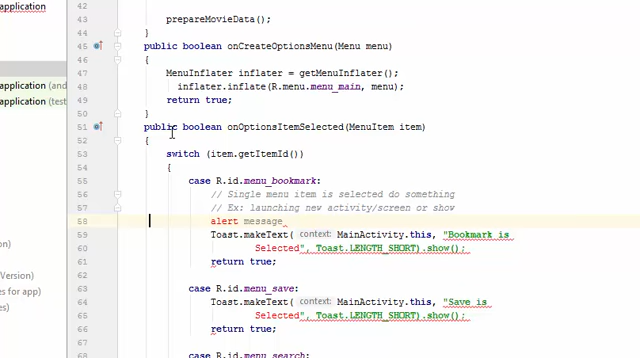 application
42
43 prepareMovieData();
44 }
45 public boolean onCreateOptionsMenu(Menu menu)
46 {
47 MenuInflater inflater = getMenuInflater();
48 inflater.inflate(R.menu.menu_main, menu);
49 return true;
50 }
51 public boolean onOptionsItemSelected(MenuItem item)
52 {
53 switch (item.getItemId())
54 {
55 case R.id.menu_bookmark:
56 // Single menu item is selected do something
57 // Ex: launching new activity/screen or show
58 alert message
59 Toast.makeText( context: MainActivity.this, "Bookmark is
60 Selected", Toast.LENGTH_SHORT).show();
61 return true;
62
63 case R.id.menu_save:
64 Toast.makeText( context: MainActivity.this, "Save is
65 Selected", Toast.LENGTH_SHORT).show();
66 return true;
67
68 case R.id.menu_search:
application (and
application (test
n)
Version)
s for app)
s)